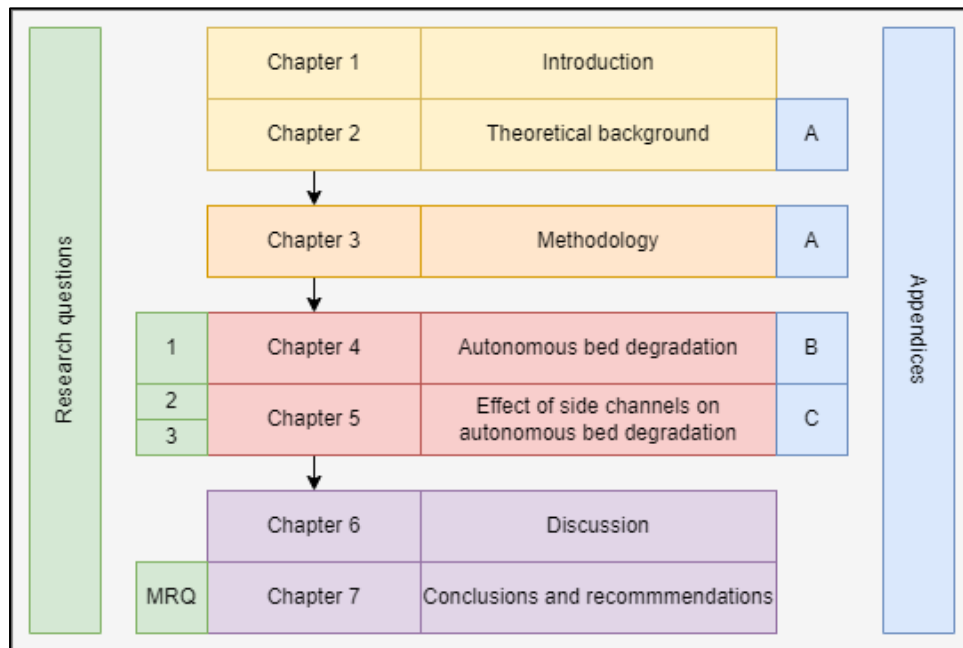 Research questions
Chapter 1
Introduction
Chapter 2
Theoretical background
A
Chapter 3
Methodology
A
1
Chapter 4
Autonomous bed degradation
B
2
3
Chapter 5
Effect of side channels on
autonomous bed degradation
C
Chapter 6
Discussion
MRQ
Chapter 7
Conclusions and recommmendations
Appendices